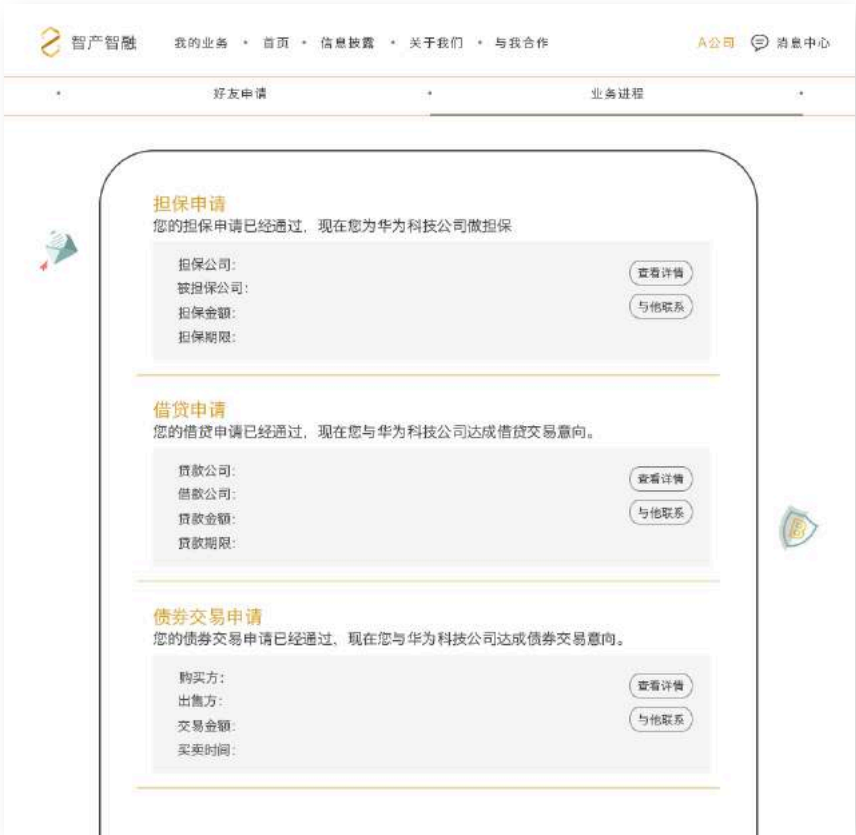 智产智融 我的业务 • 首页 • 信息披露 • 关于我们 • 与我合作 A公司 消息中心
• 好友申请 • 业务进程 •
担保申请
您的担保申请已经通过，现在您为华为科技公司做担保
担保公司：
查看详情
被担保公司：
与他联系
担保金额：
担保期限：
借贷申请
您的借贷申请已经通过，现在您与华为科技公司达成借贷交易意向。
贷款公司：
查看详情
借款公司：
与他联系
贷款金额：
贷款期限：
债券交易申请
您的债券交易申请已经通过、现在您与华为科技公司达成债券交易意向。
购买方：
查看详情
出售方：
与他联系
交易金额：
买卖时间：
B